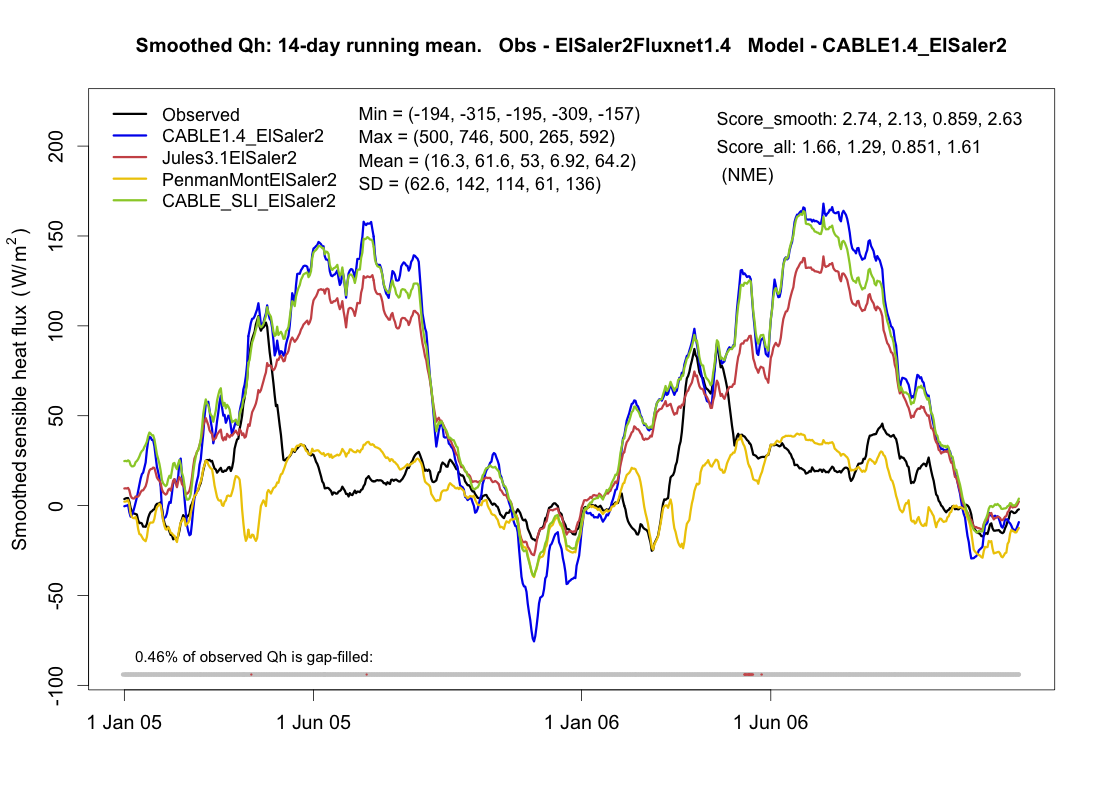 Smoothed Qh: 14-day running mean.   Obs - ElSaler2Fluxnet1.4   Model - CABLE1.4_ElSaler2
Observed
CABLE1.4_ElSaler2
Jules3.1ElSaler2
PenmanMontElSaler2
CABLE_SLI_ElSaler2
Min = (-194, -315, -195, -309, -157)
Max = (500, 746, 500, 265, 592)
Mean = (16.3, 61.6, 53, 6.92, 64.2)
SD = (62.6, 142, 114, 61, 136)
Score_smooth: 2.74, 2.13, 0.859, 2.63
Score_all: 1.66, 1.29, 0.851, 1.61
(NME)
Smoothed sensible heat flux (W/m²)
200
150
100
50
0
-50
-100
0.46% of observed Qh is gap-filled:
1 Jan 05
1 Jun 05
1 Jan 06
1 Jun 06